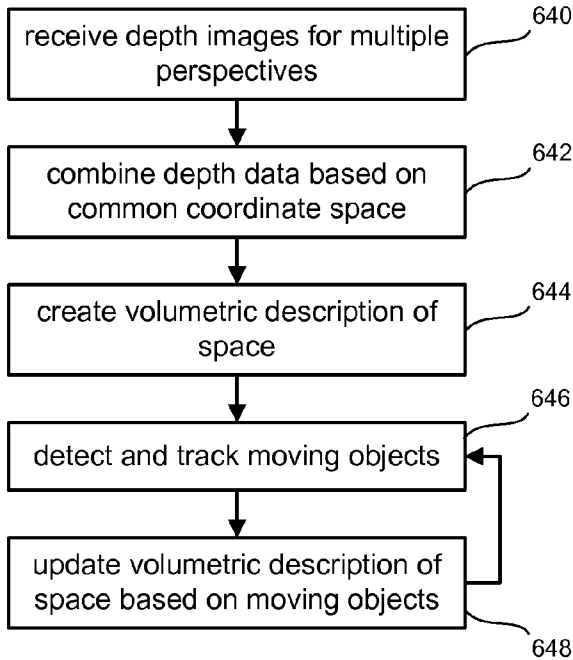 receive depth images for multiple
perspectives
640
combine depth data based on
common coordinate space
642
create volumetric description of
space
644
detect and track moving objects
646
update volumetric description of
space based on moving objects
648